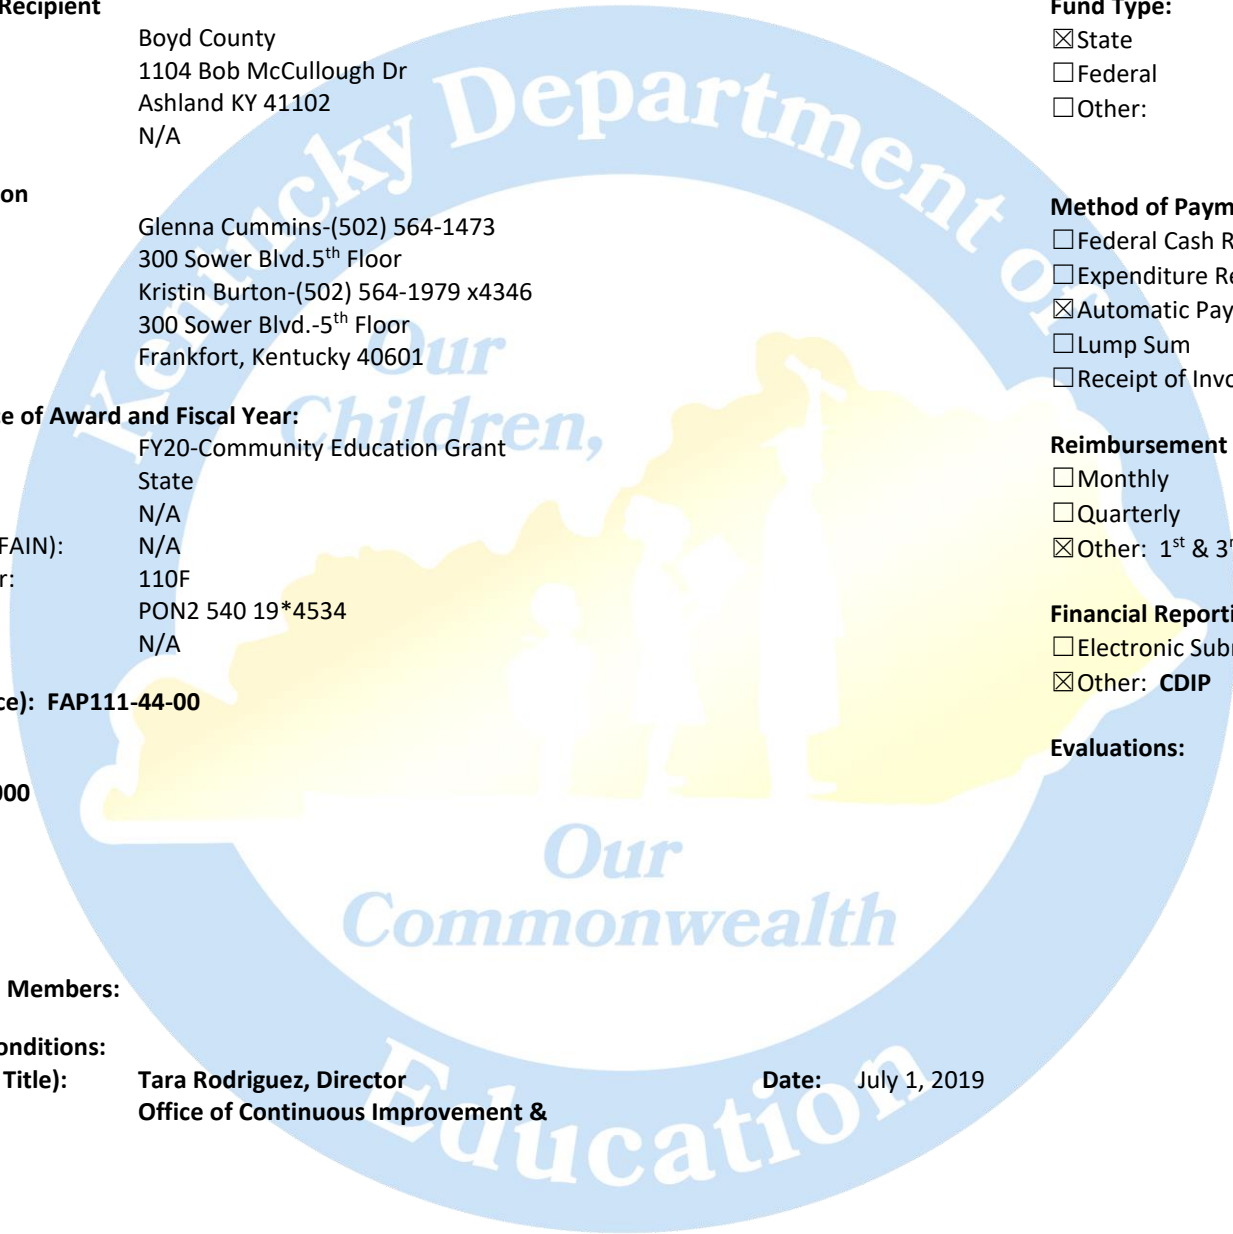 Recipient
Boyd County
1104 Bob McCullough Dr
Ashland KY 41102
N/A
on
Glenna Cummins-(502) 564-1473
300 Sower Blvd.5th Floor
Kristin Burton-(502) 564-1979 x4346
300 Sower Blvd.-5th Floor
Frankfort, Kentucky 40601
ce of Award and Fiscal Year:
FY20-Community Education Grant
State
N/A
FAIN): N/A
r: 110F
PON2 540 19*4534
N/A
ce): FAP111-44-00
000
Members:
onditions:
Title): Tara Rodriguez, Director
Office of Continuous Improvement &
Date: July 1, 2019
Fund Type:
☒State
☐Federal
☐Other:
Method of Paym
☐Federal Cash R
☐Expenditure Re
☒Automatic Pay
☐Lump Sum
☐Receipt of Invo
Reimbursement
☐Monthly
☐Quarterly
☒Other: 1st & 3r
Financial Reporti
☐Electronic Sub
☒Other: CDIP
Evaluations:
Kentucky Department of
Education
Our
Children,
Our
Commonwealth